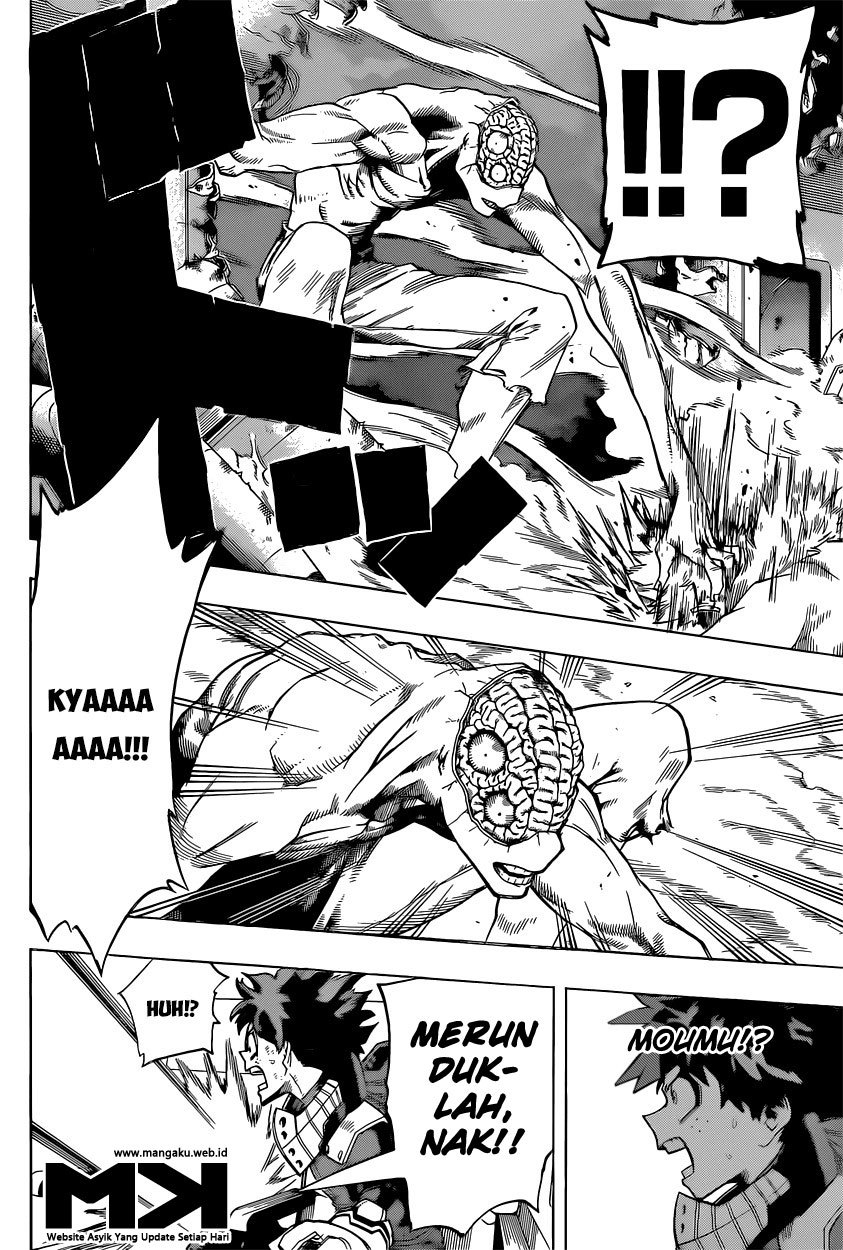 !!?
KYAAAA
AAAA!!!
HUH!?
MERUN
DUK-
LAH,
NAK!!
MOUMU!?
www.mangaku.web.id
MK
Website Asyik Yang Update Setiap Hari